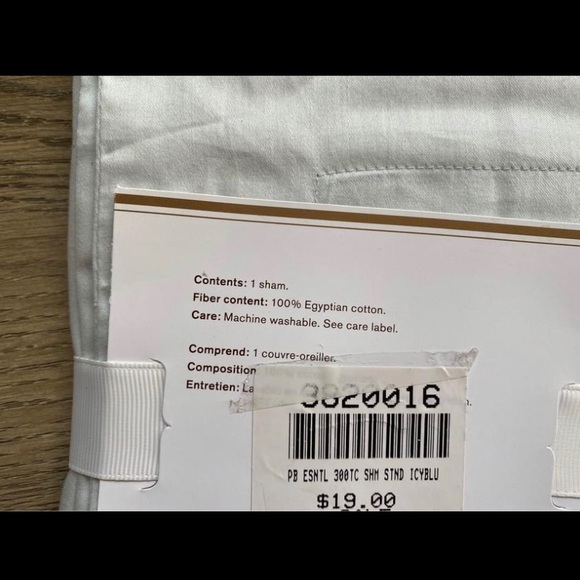 Contents: 1 sham.
Fiber content: 100% Egyptian cotton.
Care: Machine washable. See care label.
Comprend: 1 couvre-oreiller.
Composition
Entretien: La
3820016
PB ESNTL 300TC SHM STND ICYBLU
$19.00